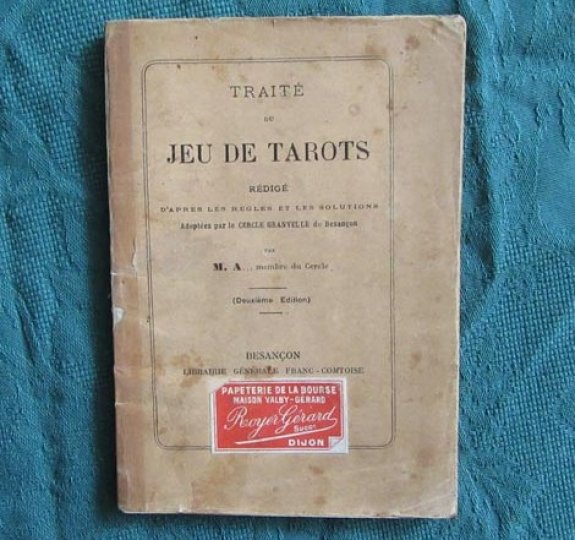 TRAITÉ
DU
JEU DE TAROTS
RÉDIGÉ
D'APRÈS LES RÈGLES ET LES SOLUTIONS
Adoptées par le CERCLE GRANVELLE de Besançon
PAR
M. A... membre du Cercle
(Deuxième Edition)
BESANÇON
LIBRAIRIE GÉNÉRALE FRANC-COMTOISE
PAPETERIE DE LA BOURSE
MAISON VALBY-GÉRARD
Royer Gérard
Succr
DIJON